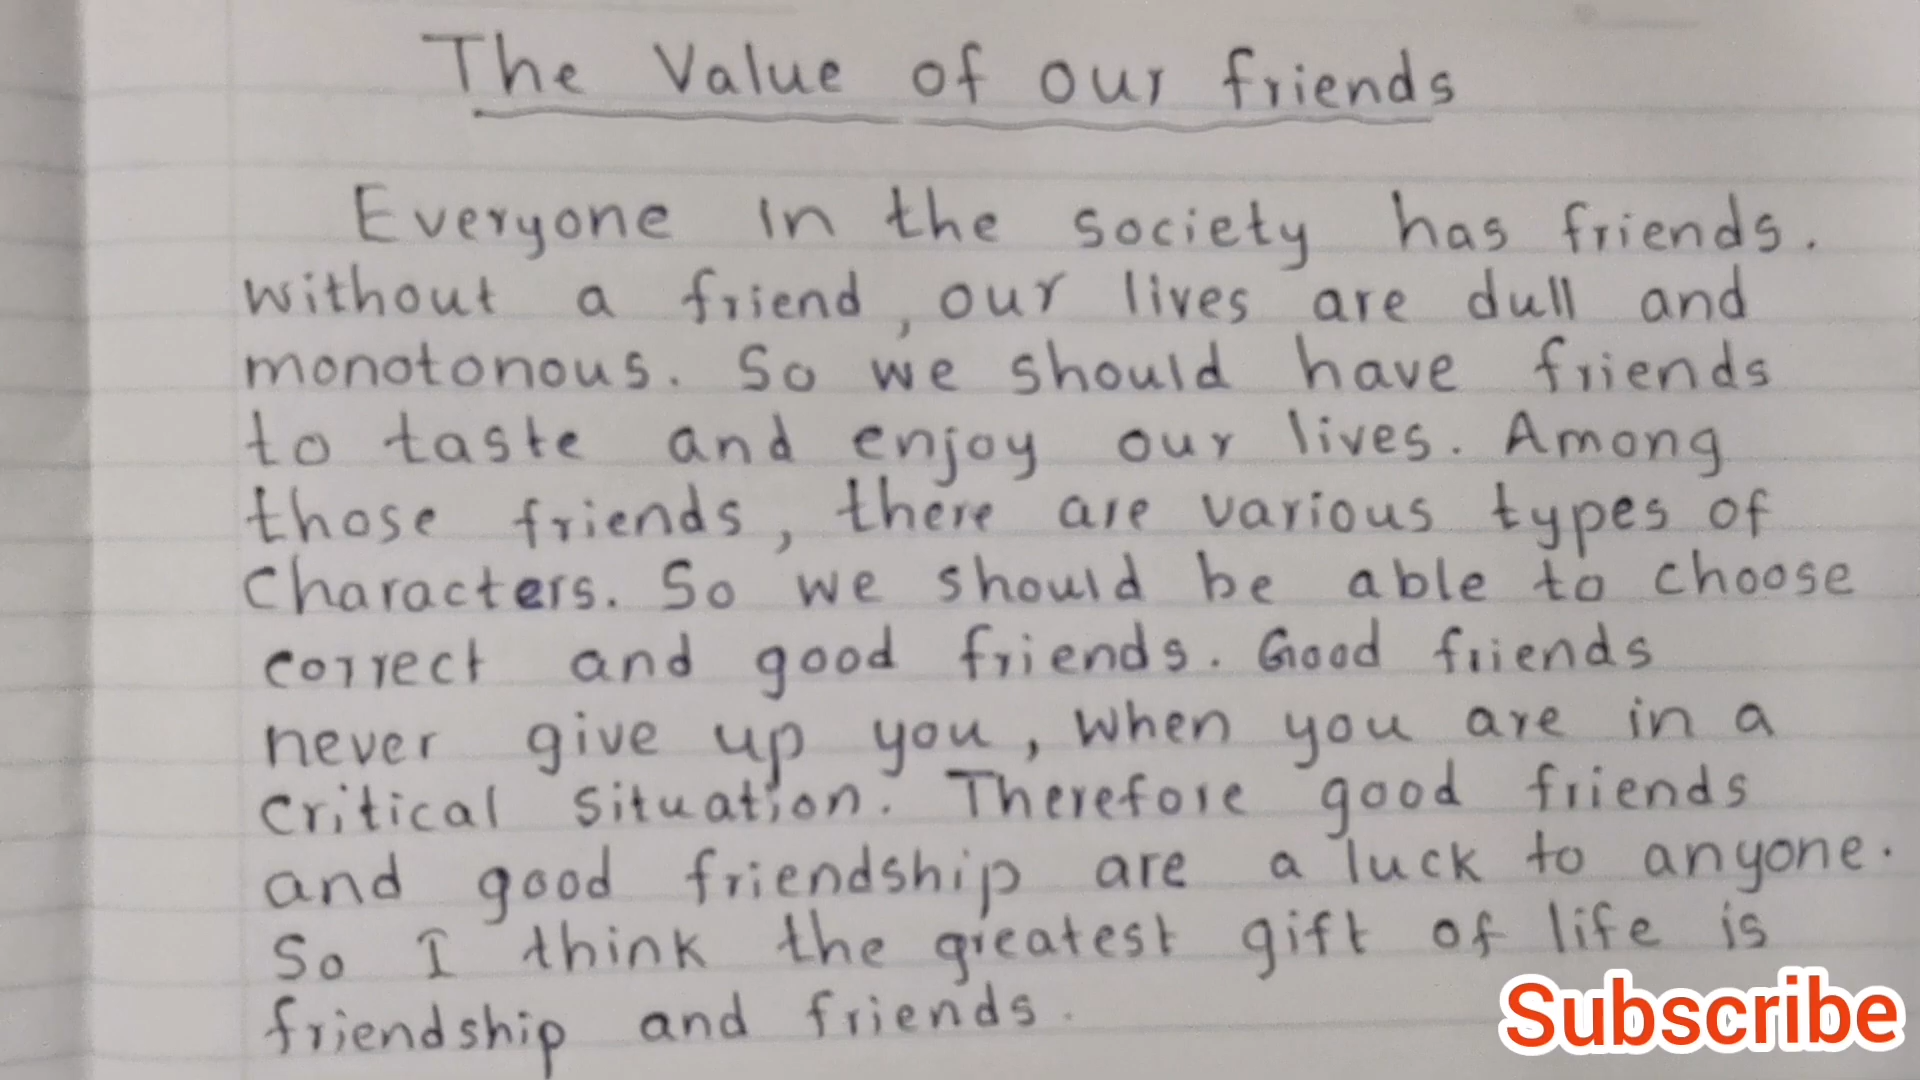 The Value of our friends
Everyone in the society has friends.
without a friend, our lives are dull and
monotonous. So we should have friends
to taste and enjoy our lives. Among
those friends, there are various types of
characters. So we should be able to choose
correct and good friends. Good friends
never give up you, when you are in a
critical situation. Therefore good friends
and good friendship are a luck to anyone.
So I think the greatest gift of life is
friendship and friends.
Subscribe